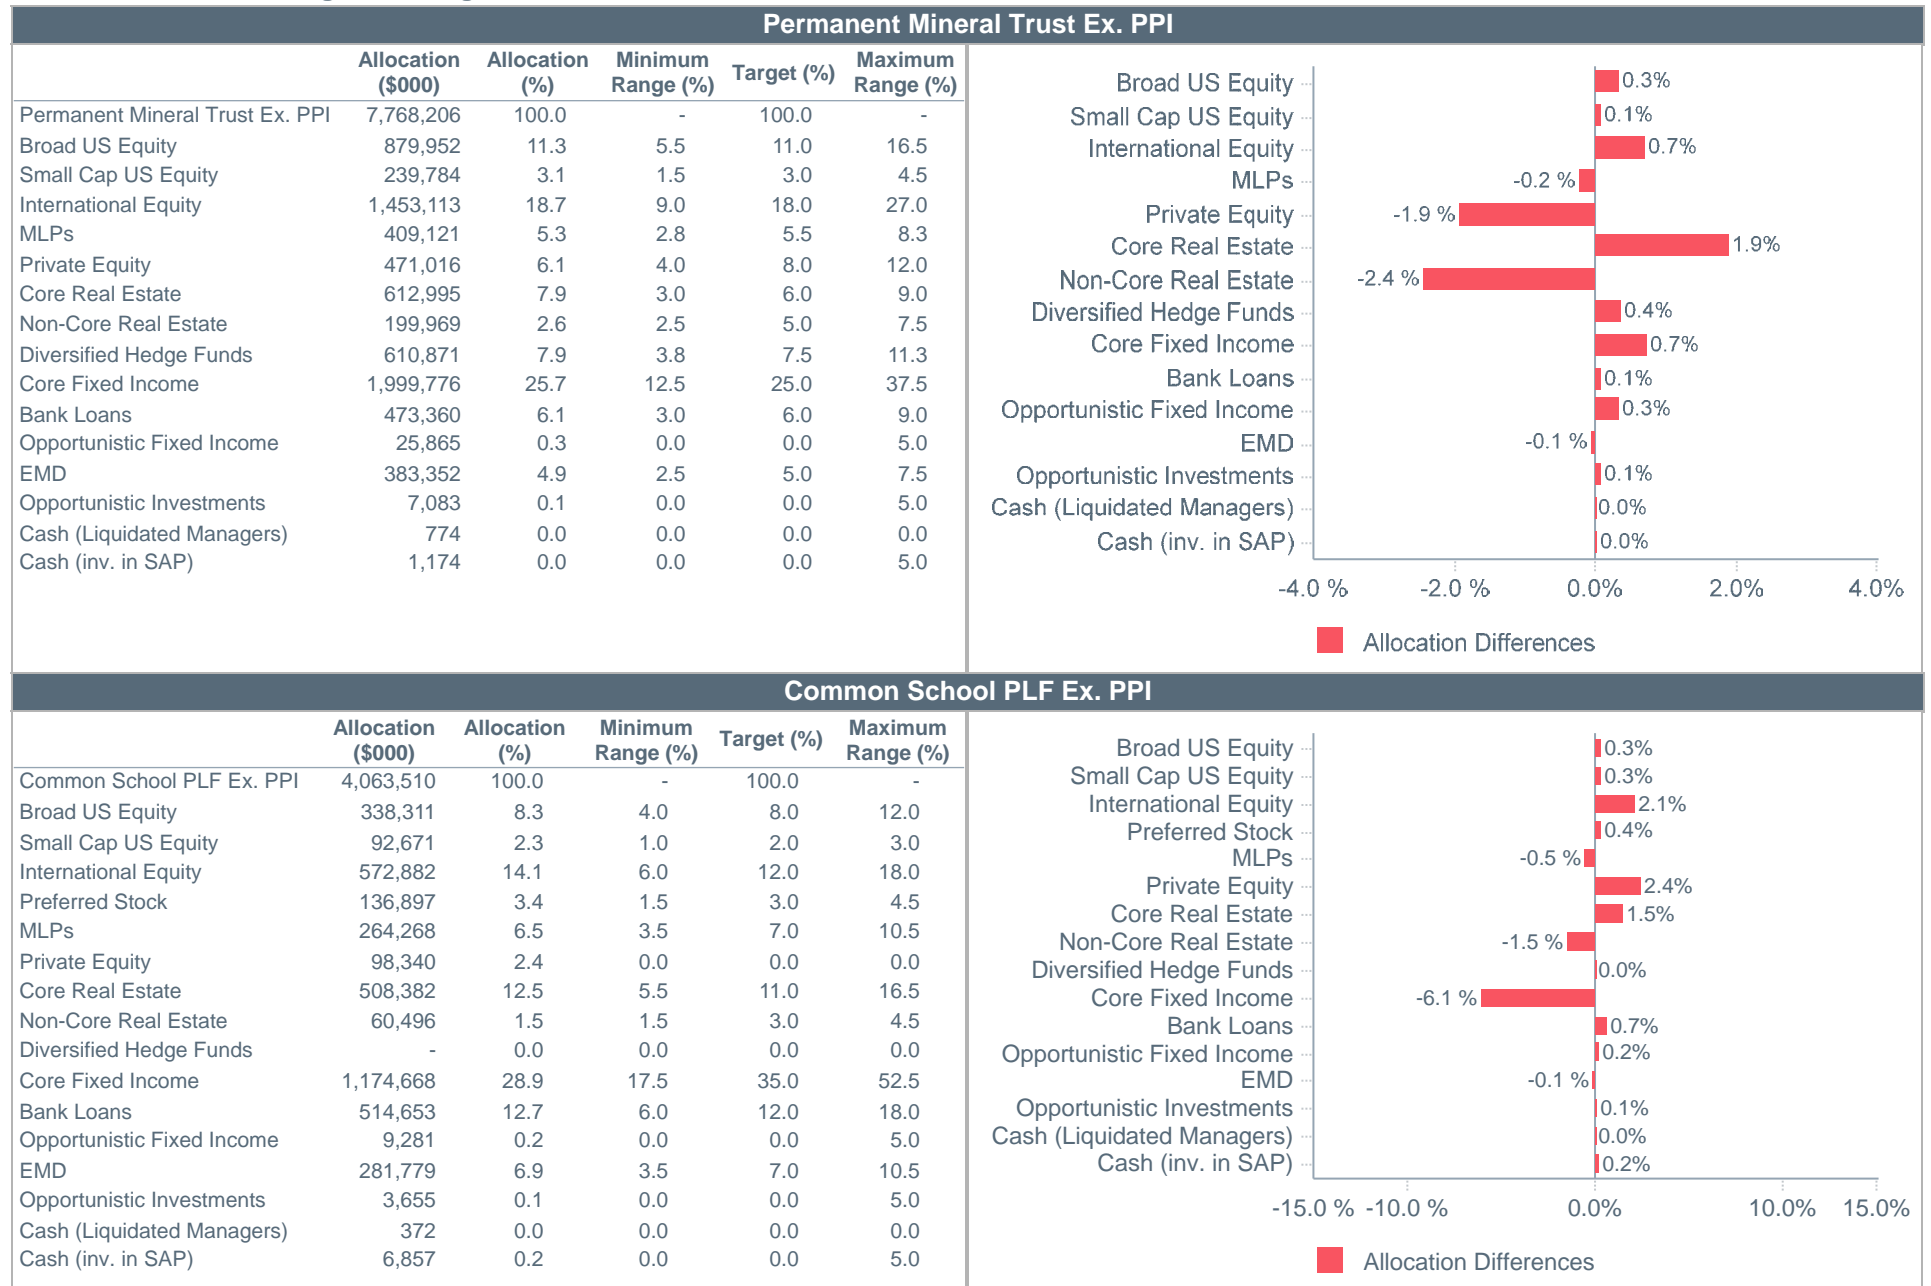 Permanent Mineral Trust Ex. PPI
Allocation ($000) Allocation (%) Minimum Range (%) Target (%) Maximum Range (%)
Permanent Mineral Trust Ex. PPI 7,768,206 100.0 - 100.0 -
Broad US Equity 879,952 11.3 5.5 11.0 16.5
Small Cap US Equity 239,784 3.1 1.5 3.0 4.5
International Equity 1,453,113 18.7 9.0 18.0 27.0
MLPs 409,121 5.3 2.8 5.5 8.3
Private Equity 471,016 6.1 4.0 8.0 12.0
Core Real Estate 612,995 7.9 3.0 6.0 9.0
Non-Core Real Estate 199,969 2.6 2.5 5.0 7.5
Diversified Hedge Funds 610,871 7.9 3.8 7.5 11.3
Core Fixed Income 1,999,776 25.7 12.5 25.0 37.5
Bank Loans 473,360 6.1 3.0 6.0 9.0
Opportunistic Fixed Income 25,865 0.3 0.0 0.0 5.0
EMD 383,352 4.9 2.5 5.0 7.5
Opportunistic Investments 7,083 0.1 0.0 0.0 5.0
Cash (Liquidated Managers) 774 0.0 0.0 0.0 0.0
Cash (inv. in SAP) 1,174 0.0 0.0 0.0 5.0
Broad US Equity 0.3%
Small Cap US Equity 0.1%
International Equity 0.7%
MLPs -0.2 %
Private Equity -1.9 %
Core Real Estate 1.9%
Non-Core Real Estate -2.4 %
Diversified Hedge Funds 0.4%
Core Fixed Income 0.7%
Bank Loans 0.1%
Opportunistic Fixed Income 0.3%
EMD -0.1 %
Opportunistic Investments 0.1%
Cash (Liquidated Managers) 0.0%
Cash (inv. in SAP) 0.0%
-4.0 % -2.0 % 0.0% 2.0% 4.0%
Allocation Differences
Common School PLF Ex. PPI
Allocation ($000) Allocation (%) Minimum Range (%) Target (%) Maximum Range (%)
Common School PLF Ex. PPI 4,063,510 100.0 - 100.0 -
Broad US Equity 338,311 8.3 4.0 8.0 12.0
Small Cap US Equity 92,671 2.3 1.0 2.0 3.0
International Equity 572,882 14.1 6.0 12.0 18.0
Preferred Stock 136,897 3.4 1.5 3.0 4.5
MLPs 264,268 6.5 3.5 7.0 10.5
Private Equity 98,340 2.4 0.0 0.0 0.0
Core Real Estate 508,382 12.5 5.5 11.0 16.5
Non-Core Real Estate 60,496 1.5 1.5 3.0 4.5
Diversified Hedge Funds - 0.0 0.0 0.0 0.0
Core Fixed Income 1,174,668 28.9 17.5 35.0 52.5
Bank Loans 514,653 12.7 6.0 12.0 18.0
Opportunistic Fixed Income 9,281 0.2 0.0 0.0 5.0
EMD 281,779 6.9 3.5 7.0 10.5
Opportunistic Investments 3,655 0.1 0.0 0.0 5.0
Cash (Liquidated Managers) 372 0.0 0.0 0.0 0.0
Cash (inv. in SAP) 6,857 0.2 0.0 0.0 5.0
Broad US Equity 0.3%
Small Cap US Equity 0.3%
International Equity 2.1%
Preferred Stock 0.4%
MLPs -0.5 %
Private Equity 2.4%
Core Real Estate 1.5%
Non-Core Real Estate -1.5 %
Diversified Hedge Funds 0.0%
Core Fixed Income -6.1 %
Bank Loans 0.7%
Opportunistic Fixed Income 0.2%
EMD -0.1 %
Opportunistic Investments 0.1%
Cash (Liquidated Managers) 0.0%
Cash (inv. in SAP) 0.2%
-15.0 % -10.0 % 0.0% 10.0% 15.0%
Allocation Differences